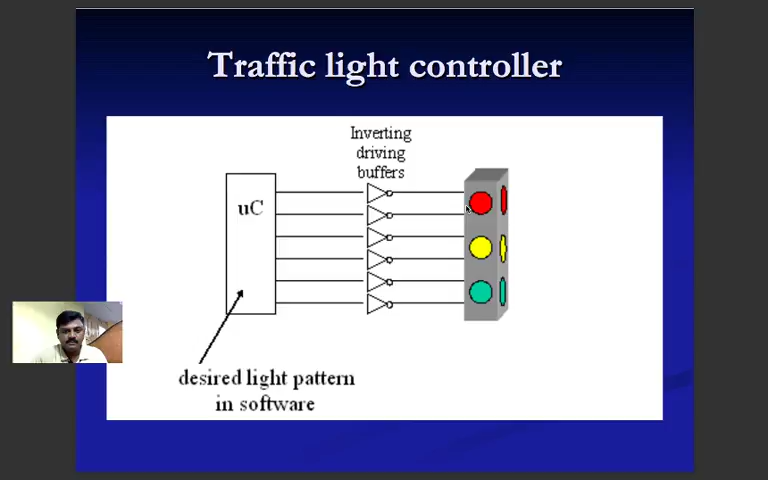 Traffic light controller
Inverting
driving
buffers
uC
desired light pattern
in software